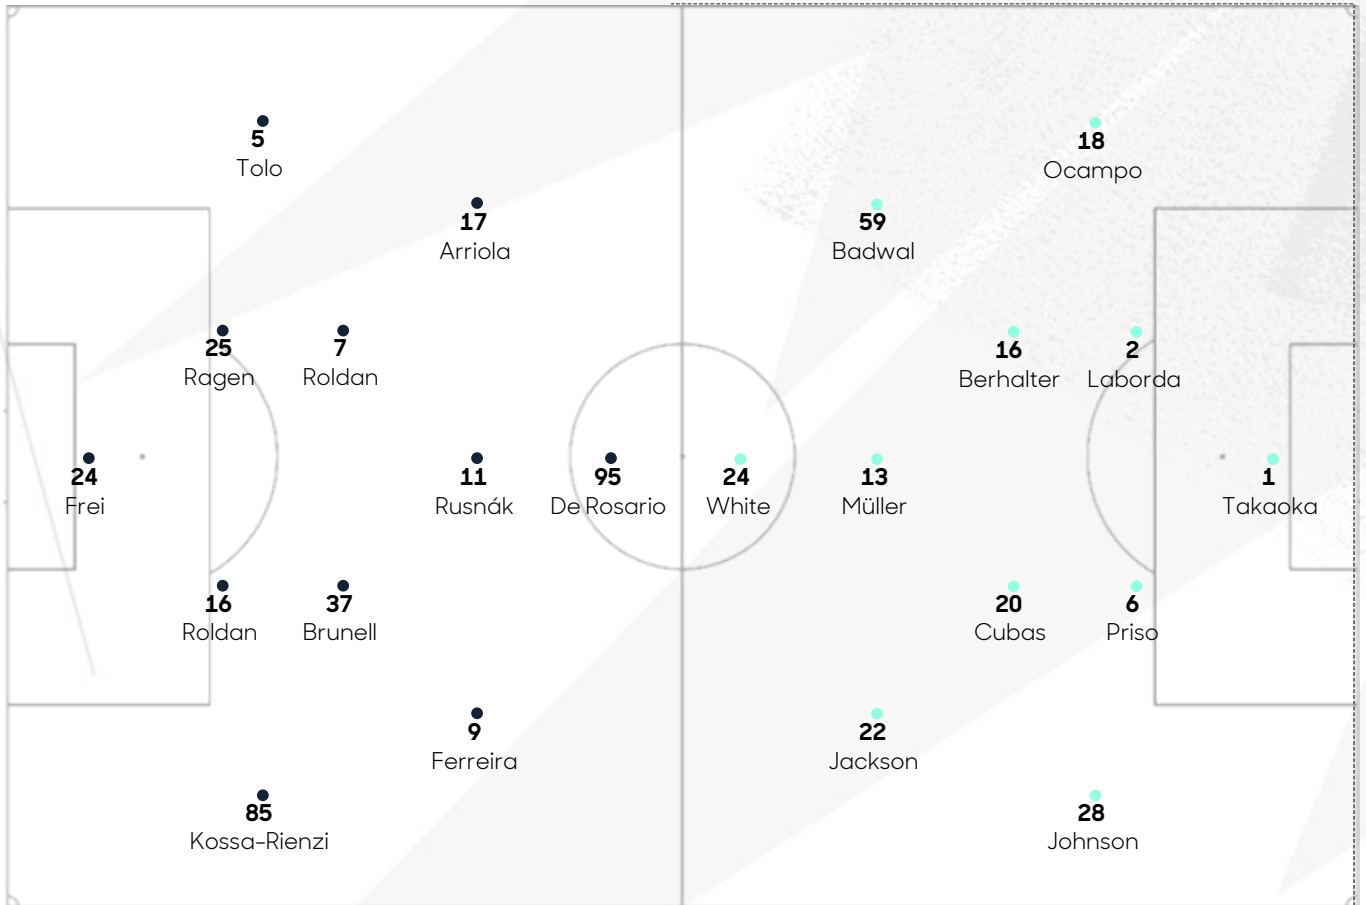 5
Tolo
18
Ocampo
17
Arriola
59
Badwal
25
Ragen
7
Roldan
16
Berhalter
2
Laborda
24
Frei
11
Rusnák
95
De Rosario
24
White
13
Müller
1
Takaoka
16
Roldan
37
Brunell
20
Cubas
6
Priso
9
Ferreira
22
Jackson
85
Kossa-Rienzi
28
Johnson